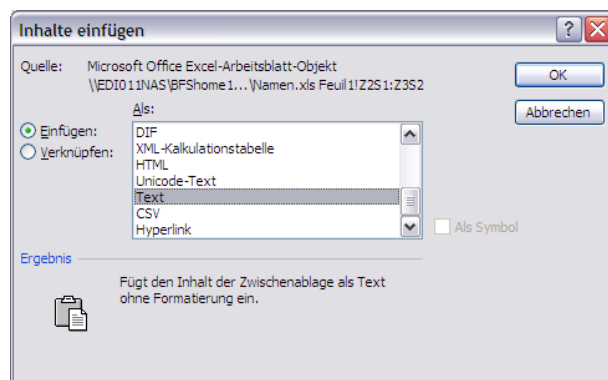 Inhalte einfügen
Quelle: Microsoft Office Excel-Arbeitsblatt-Objekt
\\EDI011NAS\BFShome1...\Namen.xls Feuil1!Z2S1:Z3S2
OK
Abbrechen
Als:
Einfügen:
Verknüpfen:
DIF
XML-Kalkulationstabelle
HTML
Unicode-Text
Text
CSV
Hyperlink
Als Symbol
Ergebnis
Fügt den Inhalt der Zwischenablage als Text
ohne Formatierung ein.